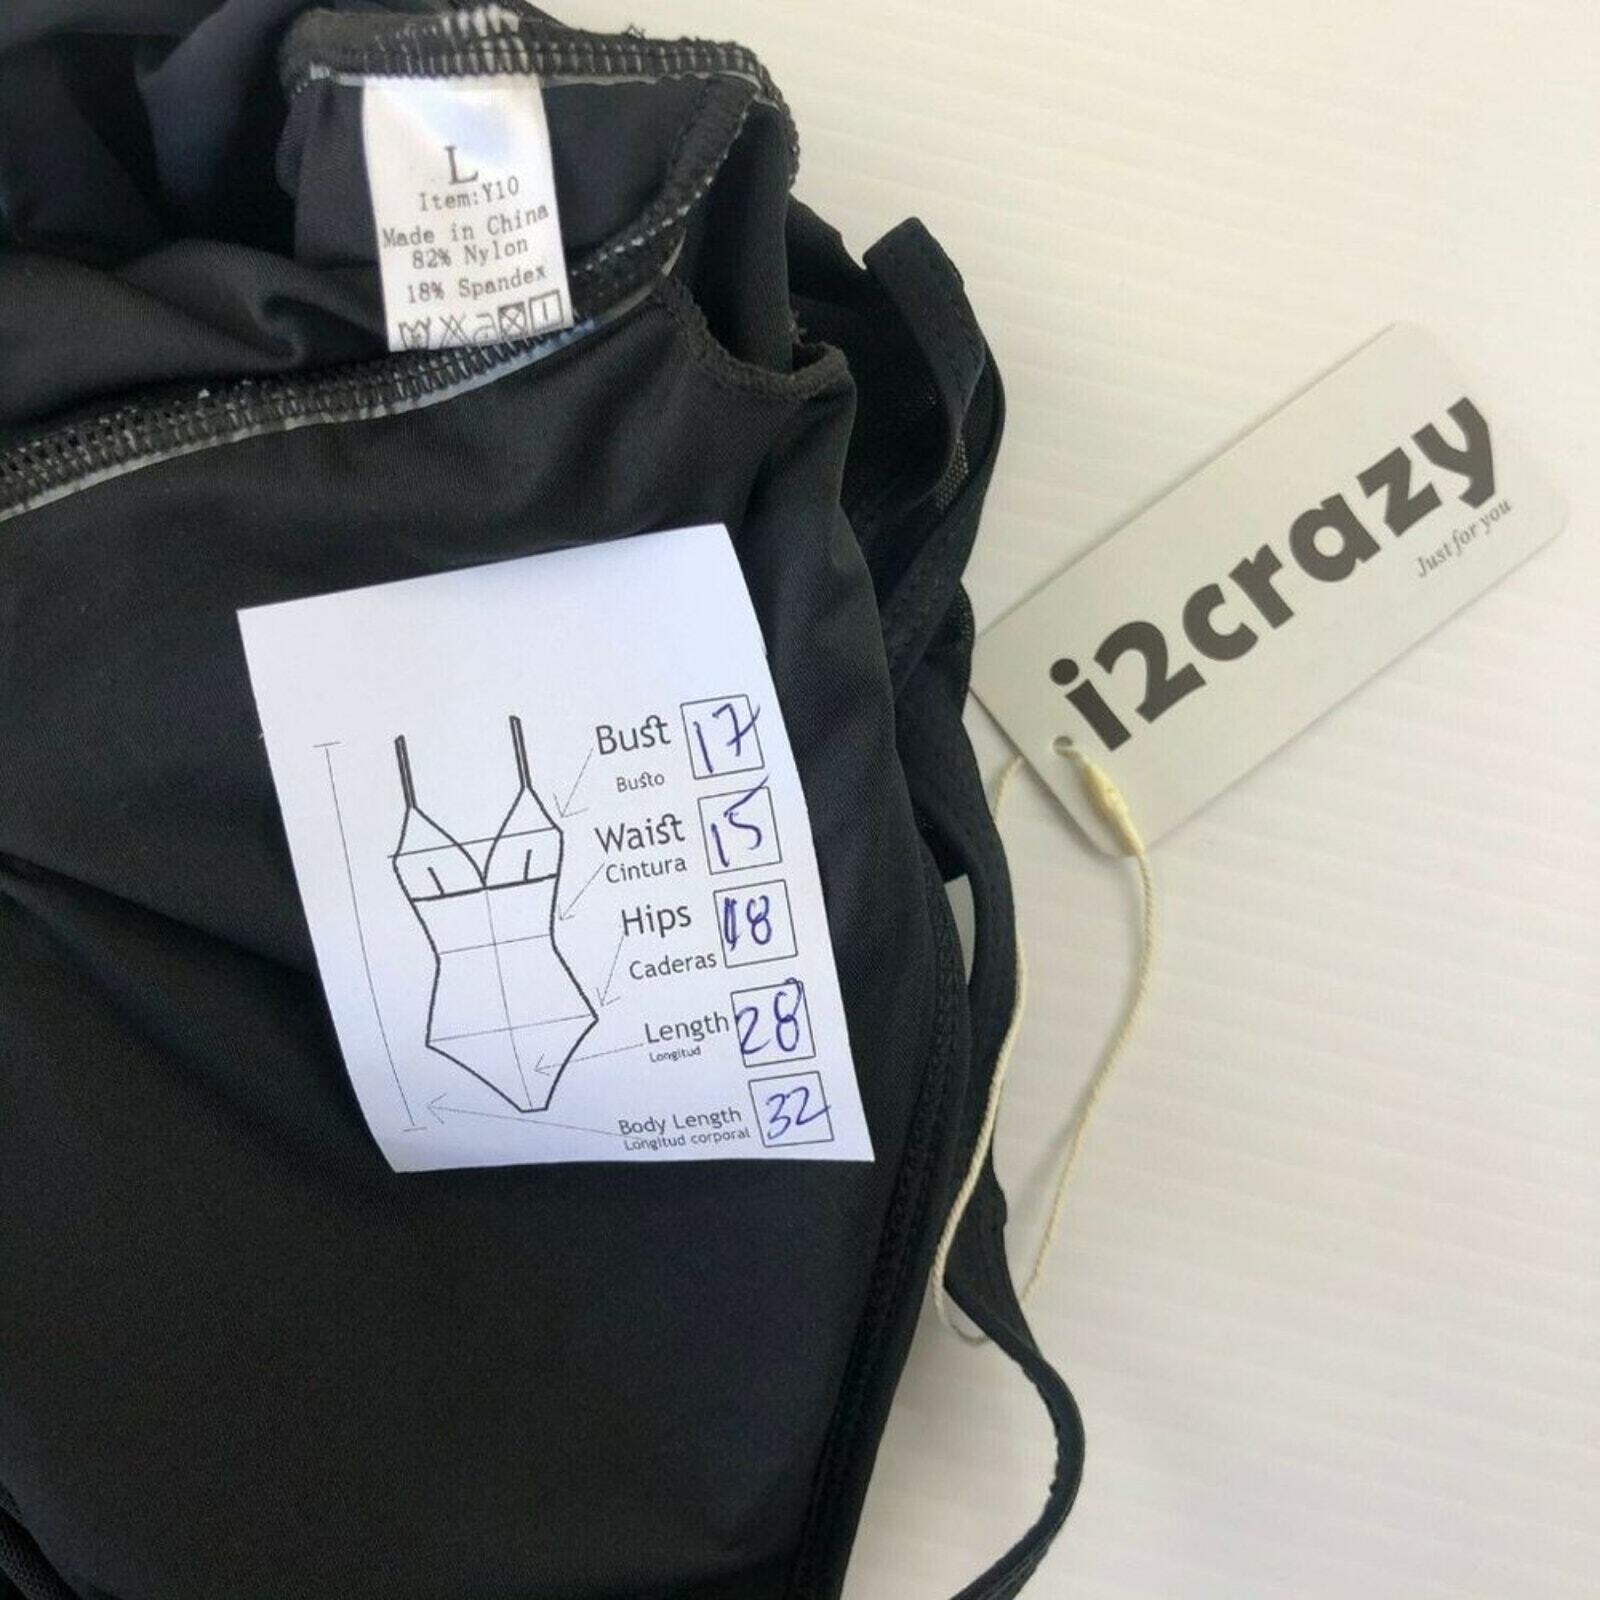 L
Item:Y10
Made in China
82% Nylon
18% Spandex
i2crazy
Just for you
Bust 17
Busto
Waist 15
Cintura
Hips 18
Caderas
Length 28
Longitud
Body Length 32
Longitud corporal